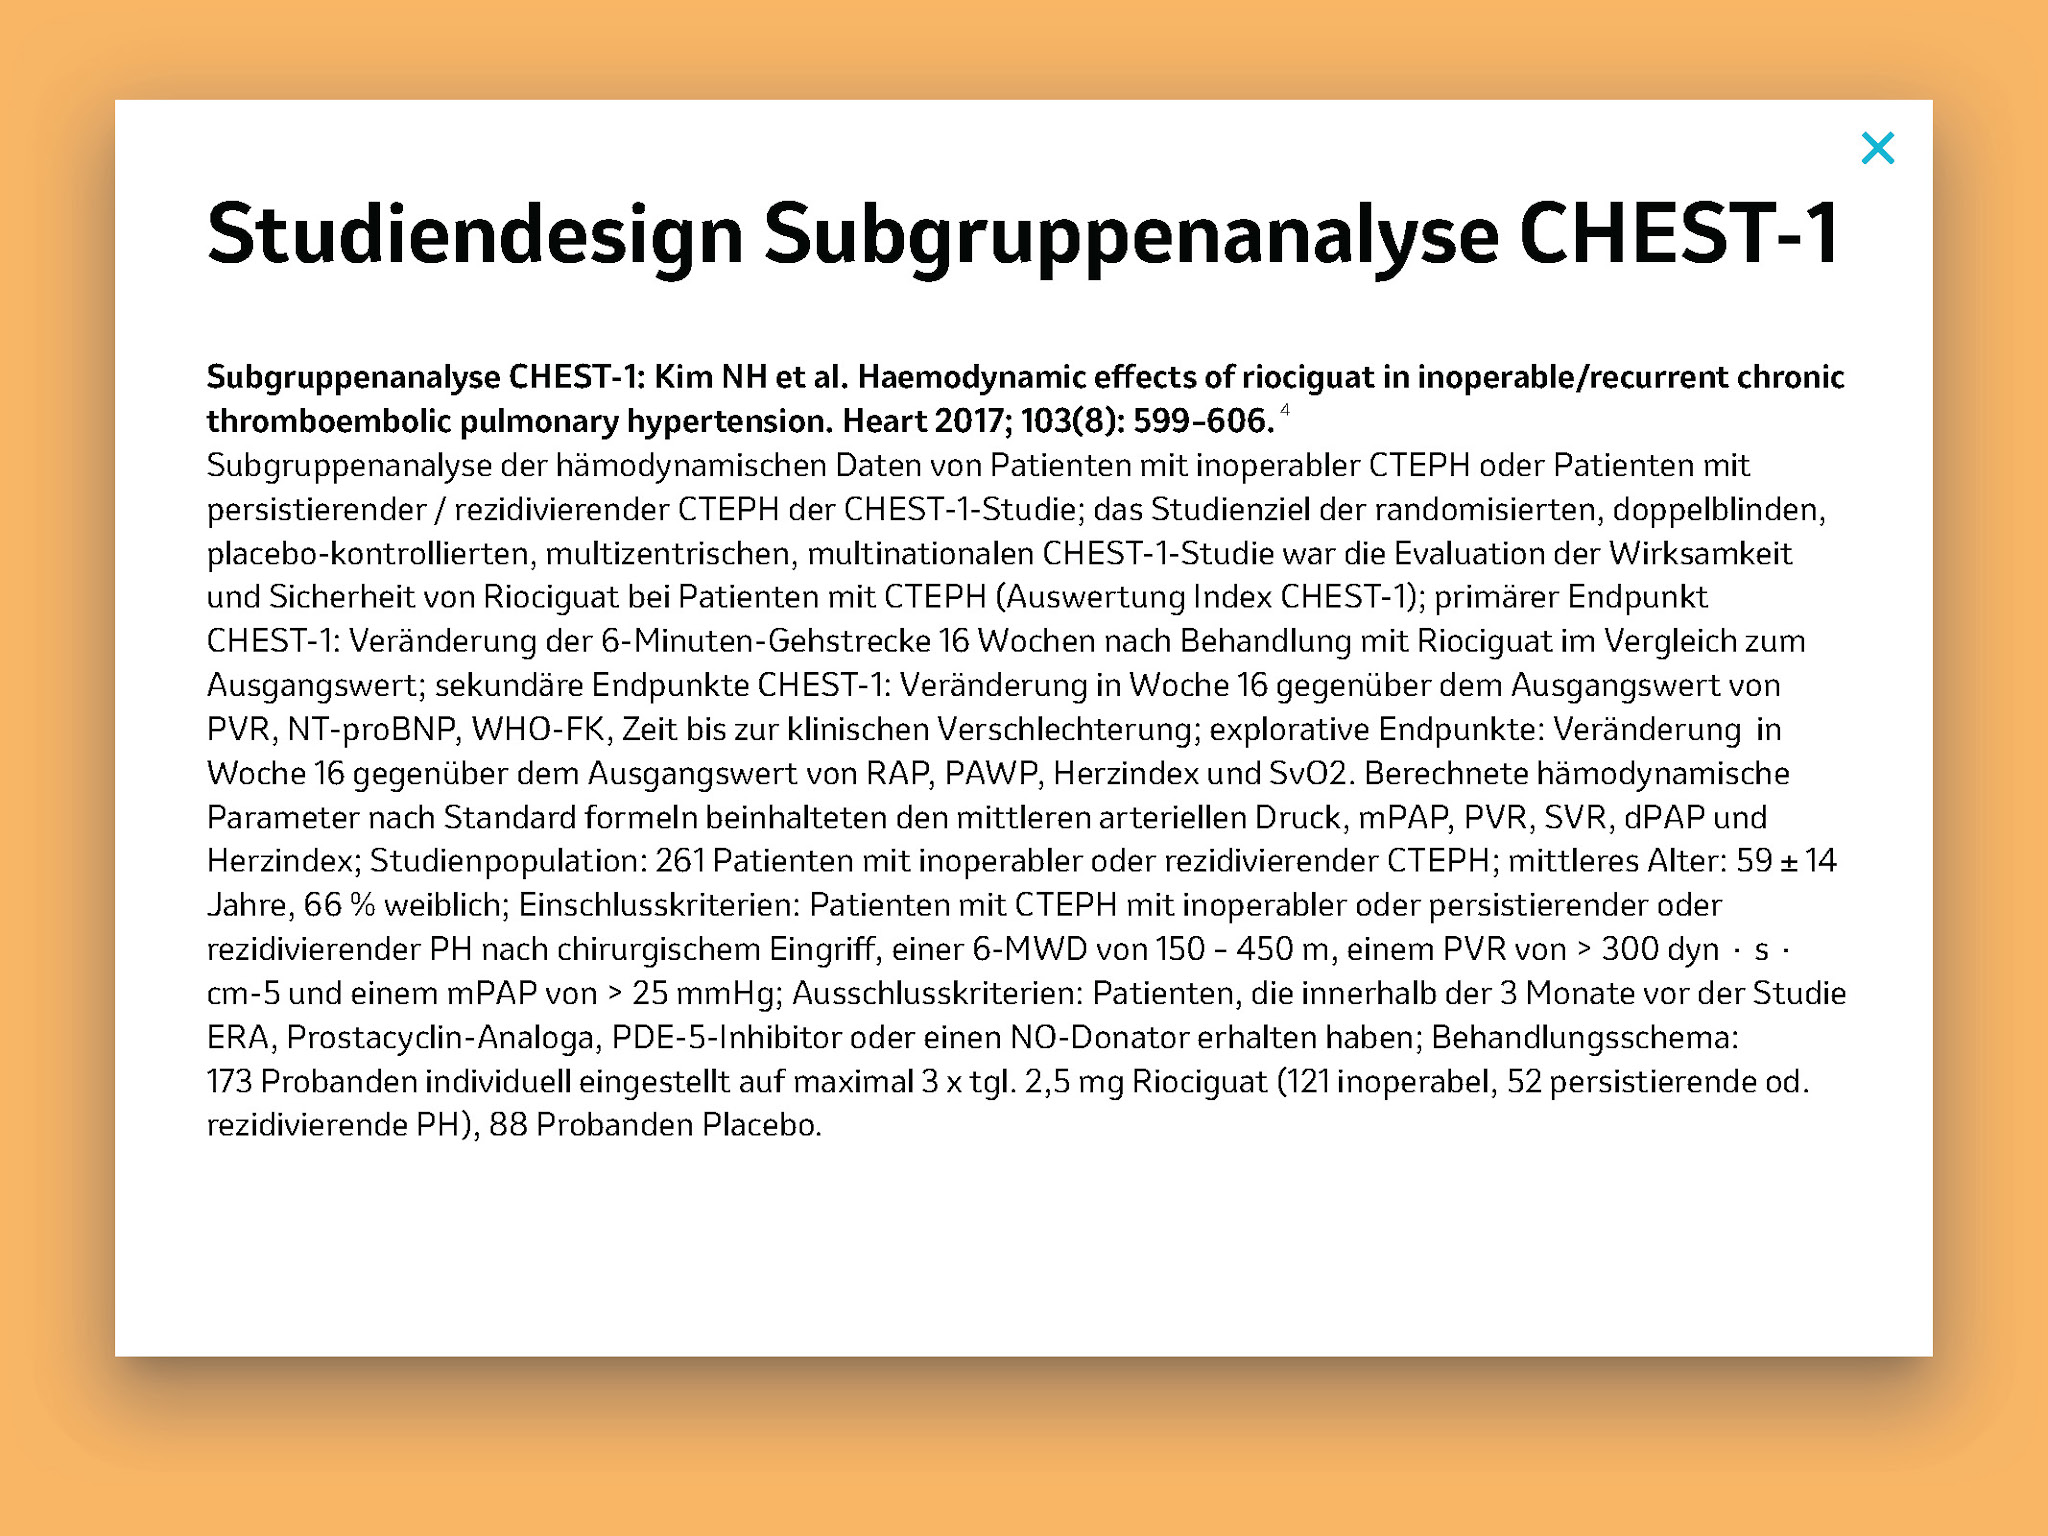 Studiendesign Subgruppenanalyse CHEST-1
Subgruppenanalyse CHEST-1: Kim NH et al. Haemodynamic effects of riociguat in inoperable/recurrent chronic
thromboembolic pulmonary hypertension. Heart 2017; 103(8): 599–606. 4
Subgruppenanalyse der hämodynamischen Daten von Patienten mit inoperabler CTEPH oder Patienten mit
persistierender / rezidivierender CTEPH der CHEST-1-Studie; das Studienziel der randomisierten, doppelblinden,
placebo-kontrollierten, multizentrischen, multinationalen CHEST-1-Studie war die Evaluation der Wirksamkeit
und Sicherheit von Riociguat bei Patienten mit CTEPH (Auswertung Index CHEST-1); primärer Endpunkt
CHEST-1: Veränderung der 6-Minuten-Gehstrecke 16 Wochen nach Behandlung mit Riociguat im Vergleich zum
Ausgangswert; sekundäre Endpunkte CHEST-1: Veränderung in Woche 16 gegenüber dem Ausgangswert von
PVR, NT-proBNP, WHO-FK, Zeit bis zur klinischen Verschlechterung; explorative Endpunkte: Veränderung in
Woche 16 gegenüber dem Ausgangswert von RAP, PAWP, Herzindex und SvO2. Berechnete hämodynamische
Parameter nach Standard formeln beinhalteten den mittleren arteriellen Druck, mPAP, PVR, SVR, dPAP und
Herzindex; Studienpopulation: 261 Patienten mit inoperabler oder rezidivierender CTEPH; mittleres Alter: 59 ± 14
Jahre, 66 % weiblich; Einschlusskriterien: Patienten mit CTEPH mit inoperabler oder persistierender oder
rezidivierender PH nach chirurgischem Eingriff, einer 6-MWD von 150 – 450 m, einem PVR von > 300 dyn · s ·
cm-5 und einem mPAP von > 25 mmHg; Ausschlusskriterien: Patienten, die innerhalb der 3 Monate vor der Studie
ERA, Prostacyclin-Analoga, PDE-5-Inhibitor oder einen NO-Donator erhalten haben; Behandlungsschema:
173 Probanden individuell eingestellt auf maximal 3 x tgl. 2,5 mg Riociguat (121 inoperabel, 52 persistierende od.
rezidivierende PH), 88 Probanden Placebo.